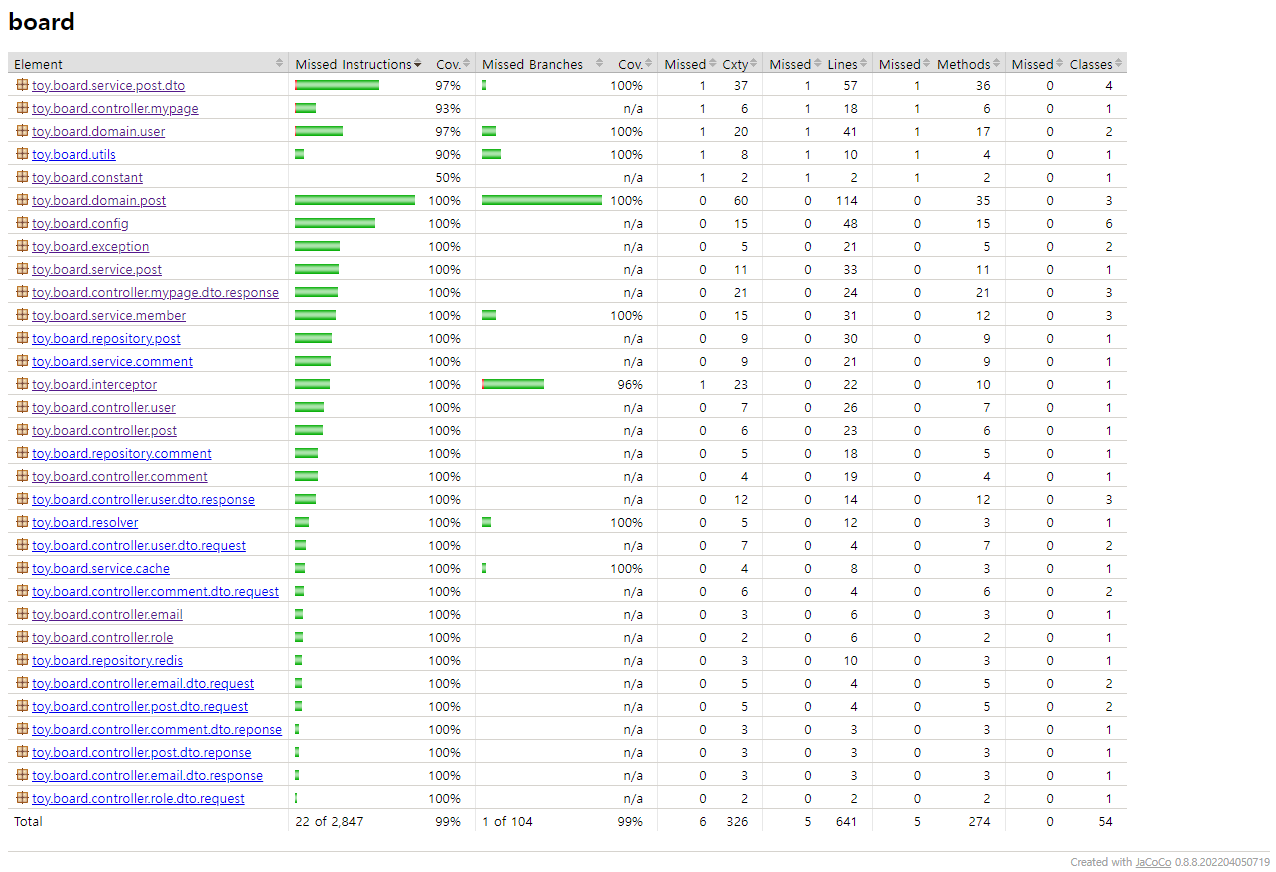 board
Element Missed Instructions Cov. Missed Branches Cov. Missed Cxty Missed Lines Missed Methods Missed Classes
toy.board.service.post.dto 97% 100% 1 37 1 57 1 36 0 4
toy.board.controller.mypage 93% n/a 1 6 1 18 1 6 0 1
toy.board.domain.user 97% 100% 1 20 1 41 1 17 0 2
toy.board.utils 90% 100% 1 8 1 10 1 4 0 1
toy.board.constant 50% n/a 1 2 1 2 1 2 0 1
toy.board.domain.post 100% 100% 0 60 0 114 0 35 0 3
toy.board.config 100% n/a 0 15 0 48 0 15 0 6
toy.board.exception 100% n/a 0 5 0 21 0 5 0 2
toy.board.service.post 100% n/a 0 11 0 33 0 11 0 1
toy.board.controller.mypage.dto.response 100% n/a 0 21 0 24 0 21 0 3
toy.board.service.member 100% 100% 0 15 0 31 0 12 0 3
toy.board.repository.post 100% n/a 0 9 0 30 0 9 0 1
toy.board.service.comment 100% n/a 0 9 0 21 0 9 0 1
toy.board.interceptor 100% 96% 1 23 0 22 0 10 0 1
toy.board.controller.user 100% n/a 0 7 0 26 0 7 0 1
toy.board.controller.post 100% n/a 0 6 0 23 0 6 0 1
toy.board.repository.comment 100% n/a 0 5 0 18 0 5 0 1
toy.board.controller.comment 100% n/a 0 4 0 19 0 4 0 1
toy.board.controller.user.dto.response 100% n/a 0 12 0 14 0 12 0 3
toy.board.resolver 100% 100% 0 5 0 12 0 3 0 1
toy.board.controller.user.dto.request 100% n/a 0 7 0 4 0 7 0 2
toy.board.service.cache 100% 100% 0 4 0 8 0 3 0 1
toy.board.controller.comment.dto.request 100% n/a 0 6 0 4 0 6 0 2
toy.board.controller.email 100% n/a 0 3 0 6 0 3 0 1
toy.board.controller.role 100% n/a 0 2 0 6 0 2 0 1
toy.board.repository.redis 100% n/a 0 3 0 10 0 3 0 1
toy.board.controller.email.dto.request 100% n/a 0 5 0 4 0 5 0 2
toy.board.controller.post.dto.request 100% n/a 0 5 0 4 0 5 0 2
toy.board.controller.comment.dto.reponse 100% n/a 0 3 0 3 0 3 0 1
toy.board.controller.post.dto.reponse 100% n/a 0 3 0 3 0 3 0 1
toy.board.controller.email.dto.response 100% n/a 0 3 0 3 0 3 0 1
toy.board.controller.role.dto.request 100% n/a 0 2 0 2 0 2 0 1
Total 22 of 2,847 99% 1 of 104 99% 6 326 5 641 5 274 0 54
Created with JaCoCo 0.8.8.202204050719